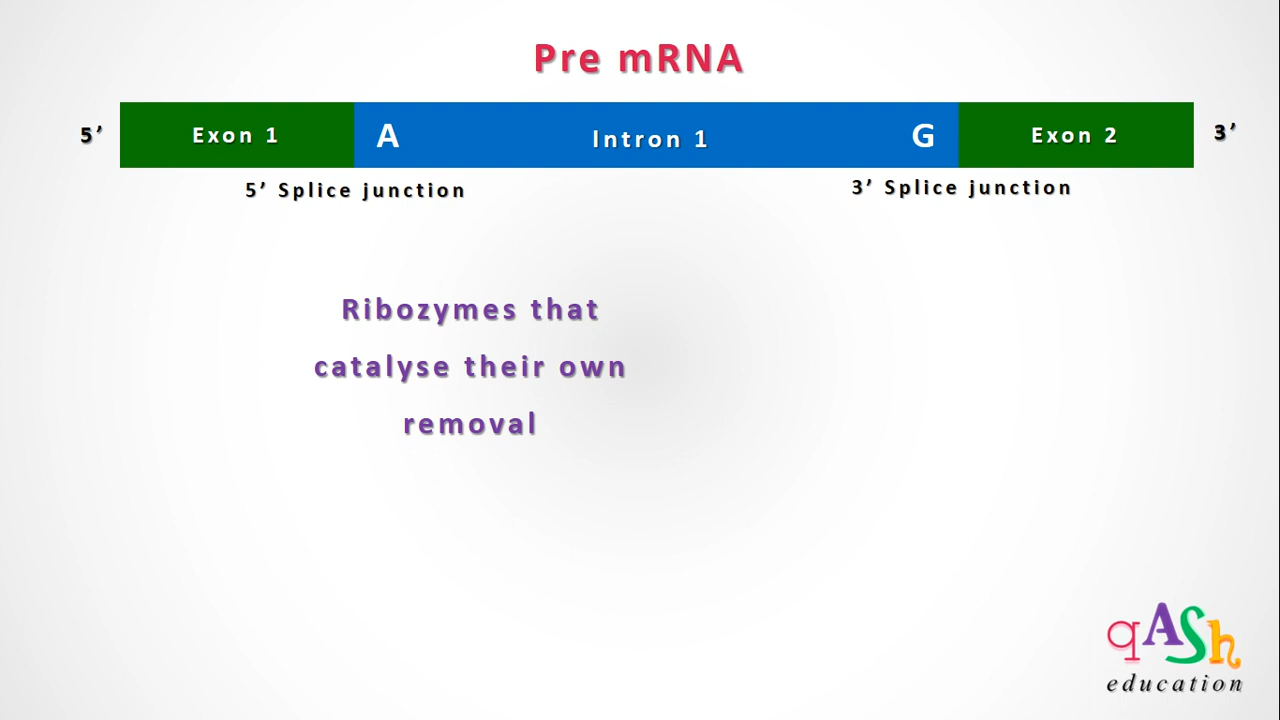 Pre mRNA
5’ Exon 1 A Intron 1 G Exon 2 3’
5’ Splice junction 3’ Splice junction
Ribozymes that
catalyse their own
removal
qASh
education